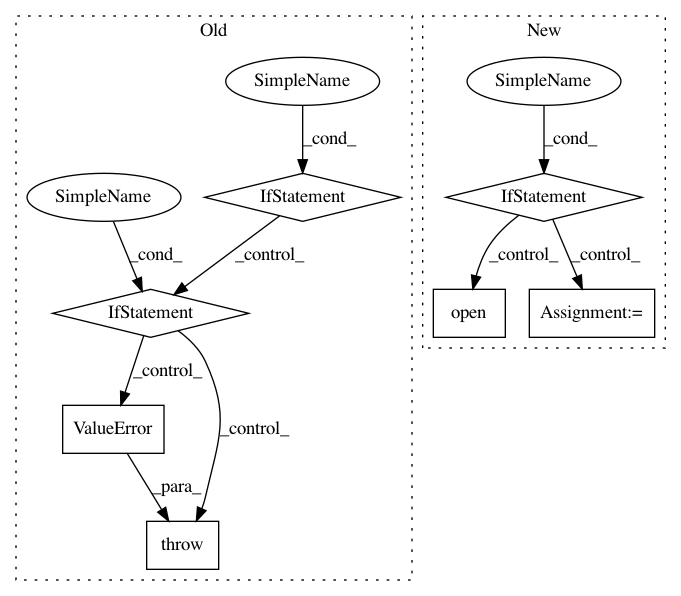 Old
New
SimpleName
SimpleName
_cond_
_cond_
SimpleName
IfStatement
IfStatement
_cond_
_control_
_control_
_control_
IfStatement
open
Assignment:=
_control_
_control_
ValueError
_para_
throw